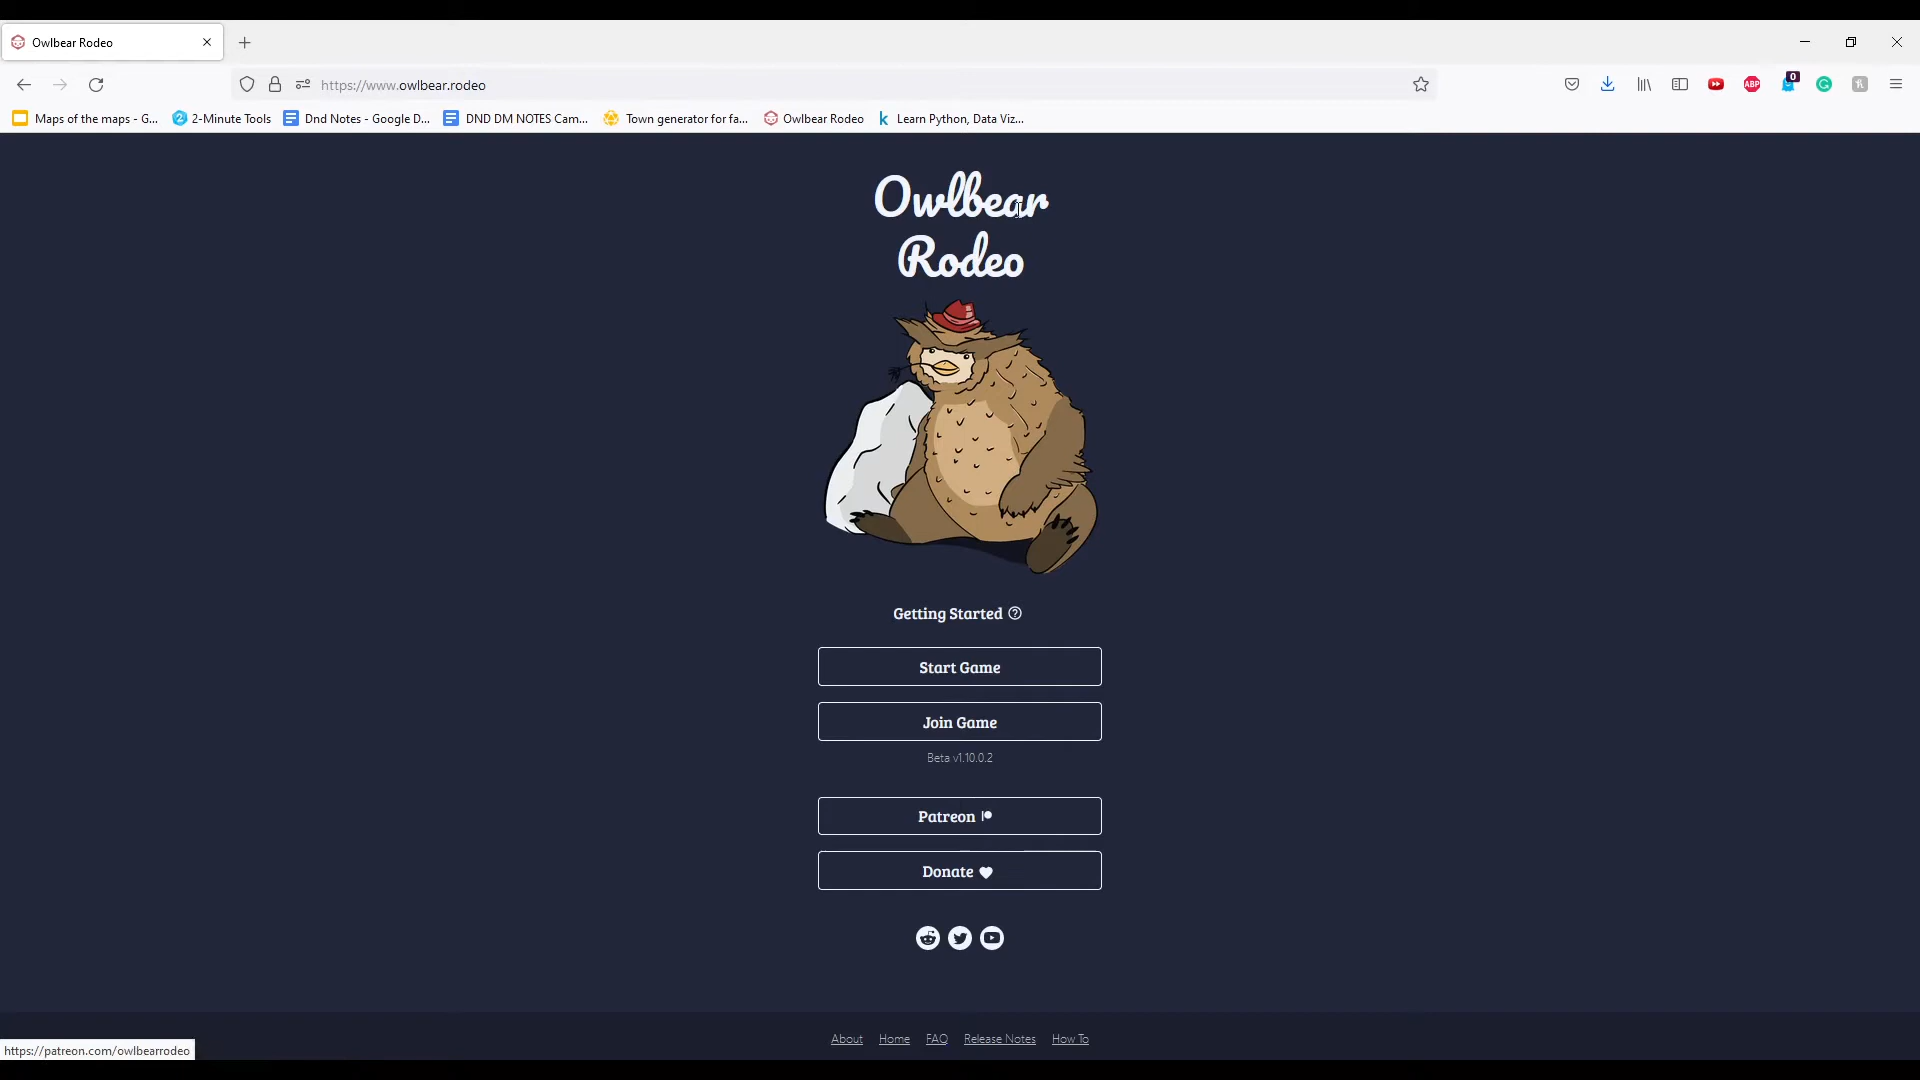 Owlbear Rodeo
https://www.owlbear.rodeo
0
ABP
Maps of the maps - G...
2-Minute Tools
Dnd Notes - Google D...
DND DM NOTES Cam...
Town generator for fa...
Owlbear Rodeo
Learn Python, Data Viz...
Owlbear
Rodeo
Getting Started
Start Game
Join Game
Beta v1.10.0.2
Patreon
Donate
About Home FAQ Release Notes How To
https://patreon.com/owlbearrodeo